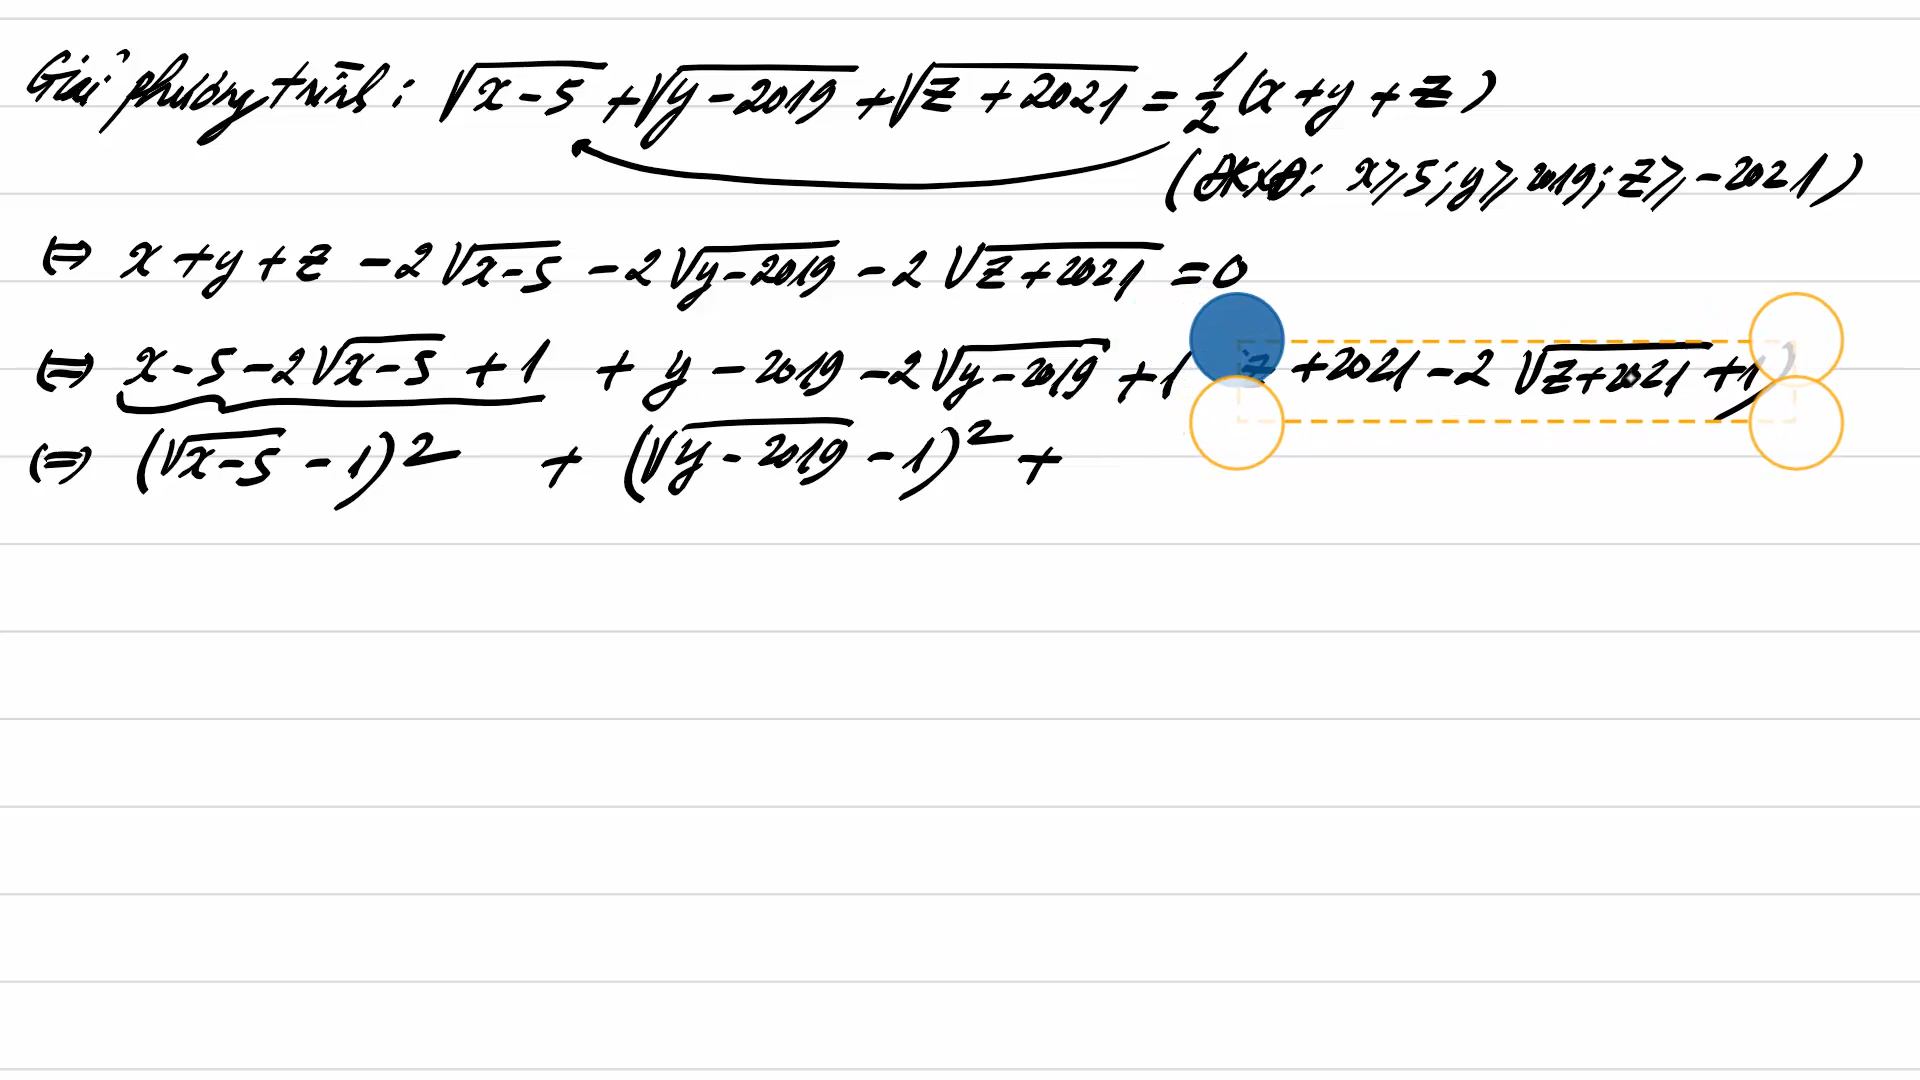 Giải phương trình: √(x-5) + √(y-2019) + √(z+2021) = 1/2 (x+y+z)
(ĐKXĐ: x≥5; y≥2019; z≥-2021)
⇔ x+y+z -2√(x-5) -2√(y-2019) -2√(z+2021) =0
⇔ x-5-2√(x-5) +1 + y-2019-2√(y-2019) +1 z+2021-2√(z+2021) +1
⇔ (√(x-5) -1)² + (√(y-2019) -1)² +